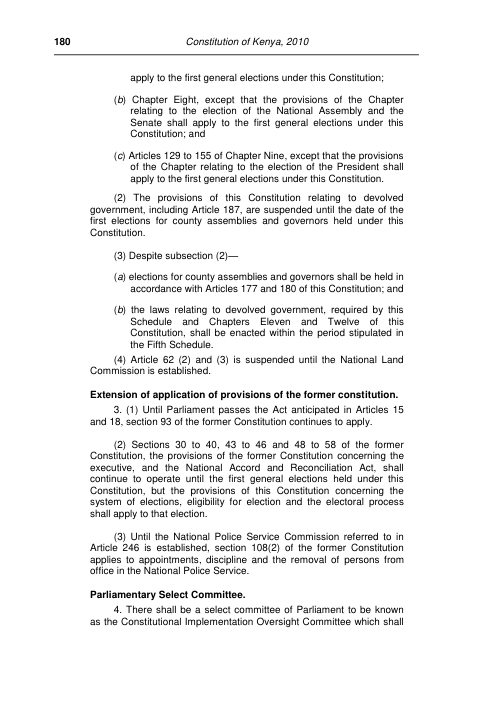 180 Constitution of Kenya, 2010
apply to the first general elections under this Constitution;
(b) Chapter Eight, except that the provisions of the Chapter
relating to the election of the National Assembly and the
Senate shall apply to the first general elections under this
Constitution; and
(c) Articles 129 to 155 of Chapter Nine, except that the provisions
of the Chapter relating to the election of the President shall
apply to the first general elections under this Constitution.
(2) The provisions of this Constitution relating to devolved
government, including Article 187, are suspended until the date of the
first elections for county assemblies and governors held under this
Constitution.
(3) Despite subsection (2)—
(a) elections for county assemblies and governors shall be held in
accordance with Articles 177 and 180 of this Constitution; and
(b) the laws relating to devolved government, required by this
Schedule and Chapters Eleven and Twelve of this
Constitution, shall be enacted within the period stipulated in
the Fifth Schedule.
(4) Article 62 (2) and (3) is suspended until the National Land
Commission is established.
Extension of application of provisions of the former constitution.
3. (1) Until Parliament passes the Act anticipated in Articles 15
and 18, section 93 of the former Constitution continues to apply.
(2) Sections 30 to 40, 43 to 46 and 48 to 58 of the former
Constitution, the provisions of the former Constitution concerning the
executive, and the National Accord and Reconciliation Act, shall
continue to operate until the first general elections held under this
Constitution, but the provisions of this Constitution concerning the
system of elections, eligibility for election and the electoral process
shall apply to that election.
(3) Until the National Police Service Commission referred to in
Article 246 is established, section 108(2) of the former Constitution
applies to appointments, discipline and the removal of persons from
office in the National Police Service.
Parliamentary Select Committee.
4. There shall be a select committee of Parliament to be known
as the Constitutional Implementation Oversight Committee which shall